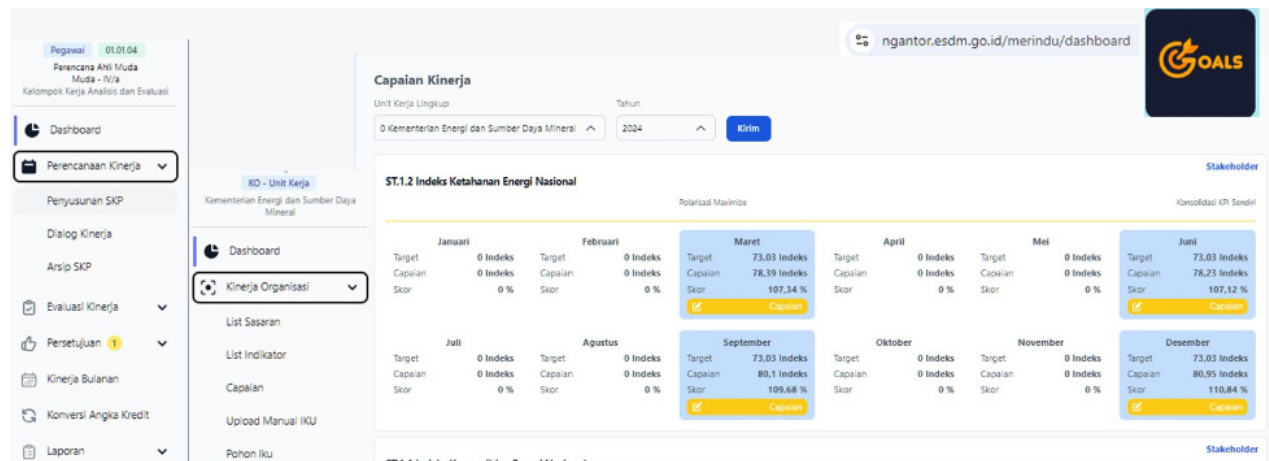 ngantor.esdm.go.id/merindu/dashboard
GOALS
Pegawai 01.01.04
Perencana Ahli Muda
Muda - IV/a
Kelompok Kerja Analisis dan Evaluasi
Dashboard
Perencanaan Kinerja
Penyusunan SKP
Dialog Kinerja
Arsip SKP
Evaluasi Kinerja
Persetujuan 1
Kinerja Bulanan
Konversi Angka Kredit
Laporan
KO - Unit Kerja
Kementerian Energi dan Sumber Daya
Mineral
Dashboard
Kinerja Organisasi
List Sasaran
List Indikator
Capaian
Upload Manual IKU
Pohon Iku
Capaian Kinerja
Unit Kerja Lingkup Tahun
0 Kementerian Energi dan Sumber Daya Mineral 2024 Kirim
Stakeholder
ST.1.2 Indeks Ketahanan Energi Nasional
Polarisasi Maximize Konsolidasi KPI Sendiri
Januari Februari Maret April Mei Juni
Target 0 Indeks Target 0 Indeks Target 73,03 Indeks Target 0 Indeks Target 0 Indeks Target 73,03 Indeks
Capaian 0 Indeks Capaian 0 Indeks Capaian 78,39 Indeks Capaian 0 Indeks Capaian 0 Indeks Capaian 78,23 Indeks
Skor 0 % Skor 0 % Skor 107,34 % Skor 0 % Skor 0 % Skor 107,12 %
Capaian Capaian
Juli Agustus September Oktober November Desember
Target 0 Indeks Target 0 Indeks Target 73,03 Indeks Target 0 Indeks Target 0 Indeks Target 73,03 Indeks
Capaian 0 Indeks Capaian 0 Indeks Capaian 80,1 Indeks Capaian 0 Indeks Capaian 0 Indeks Capaian 80,95 Indeks
Skor 0 % Skor 0 % Skor 109,68 % Skor 0 % Skor 0 % Skor 110,84 %
Capaian Capaian
Stakeholder